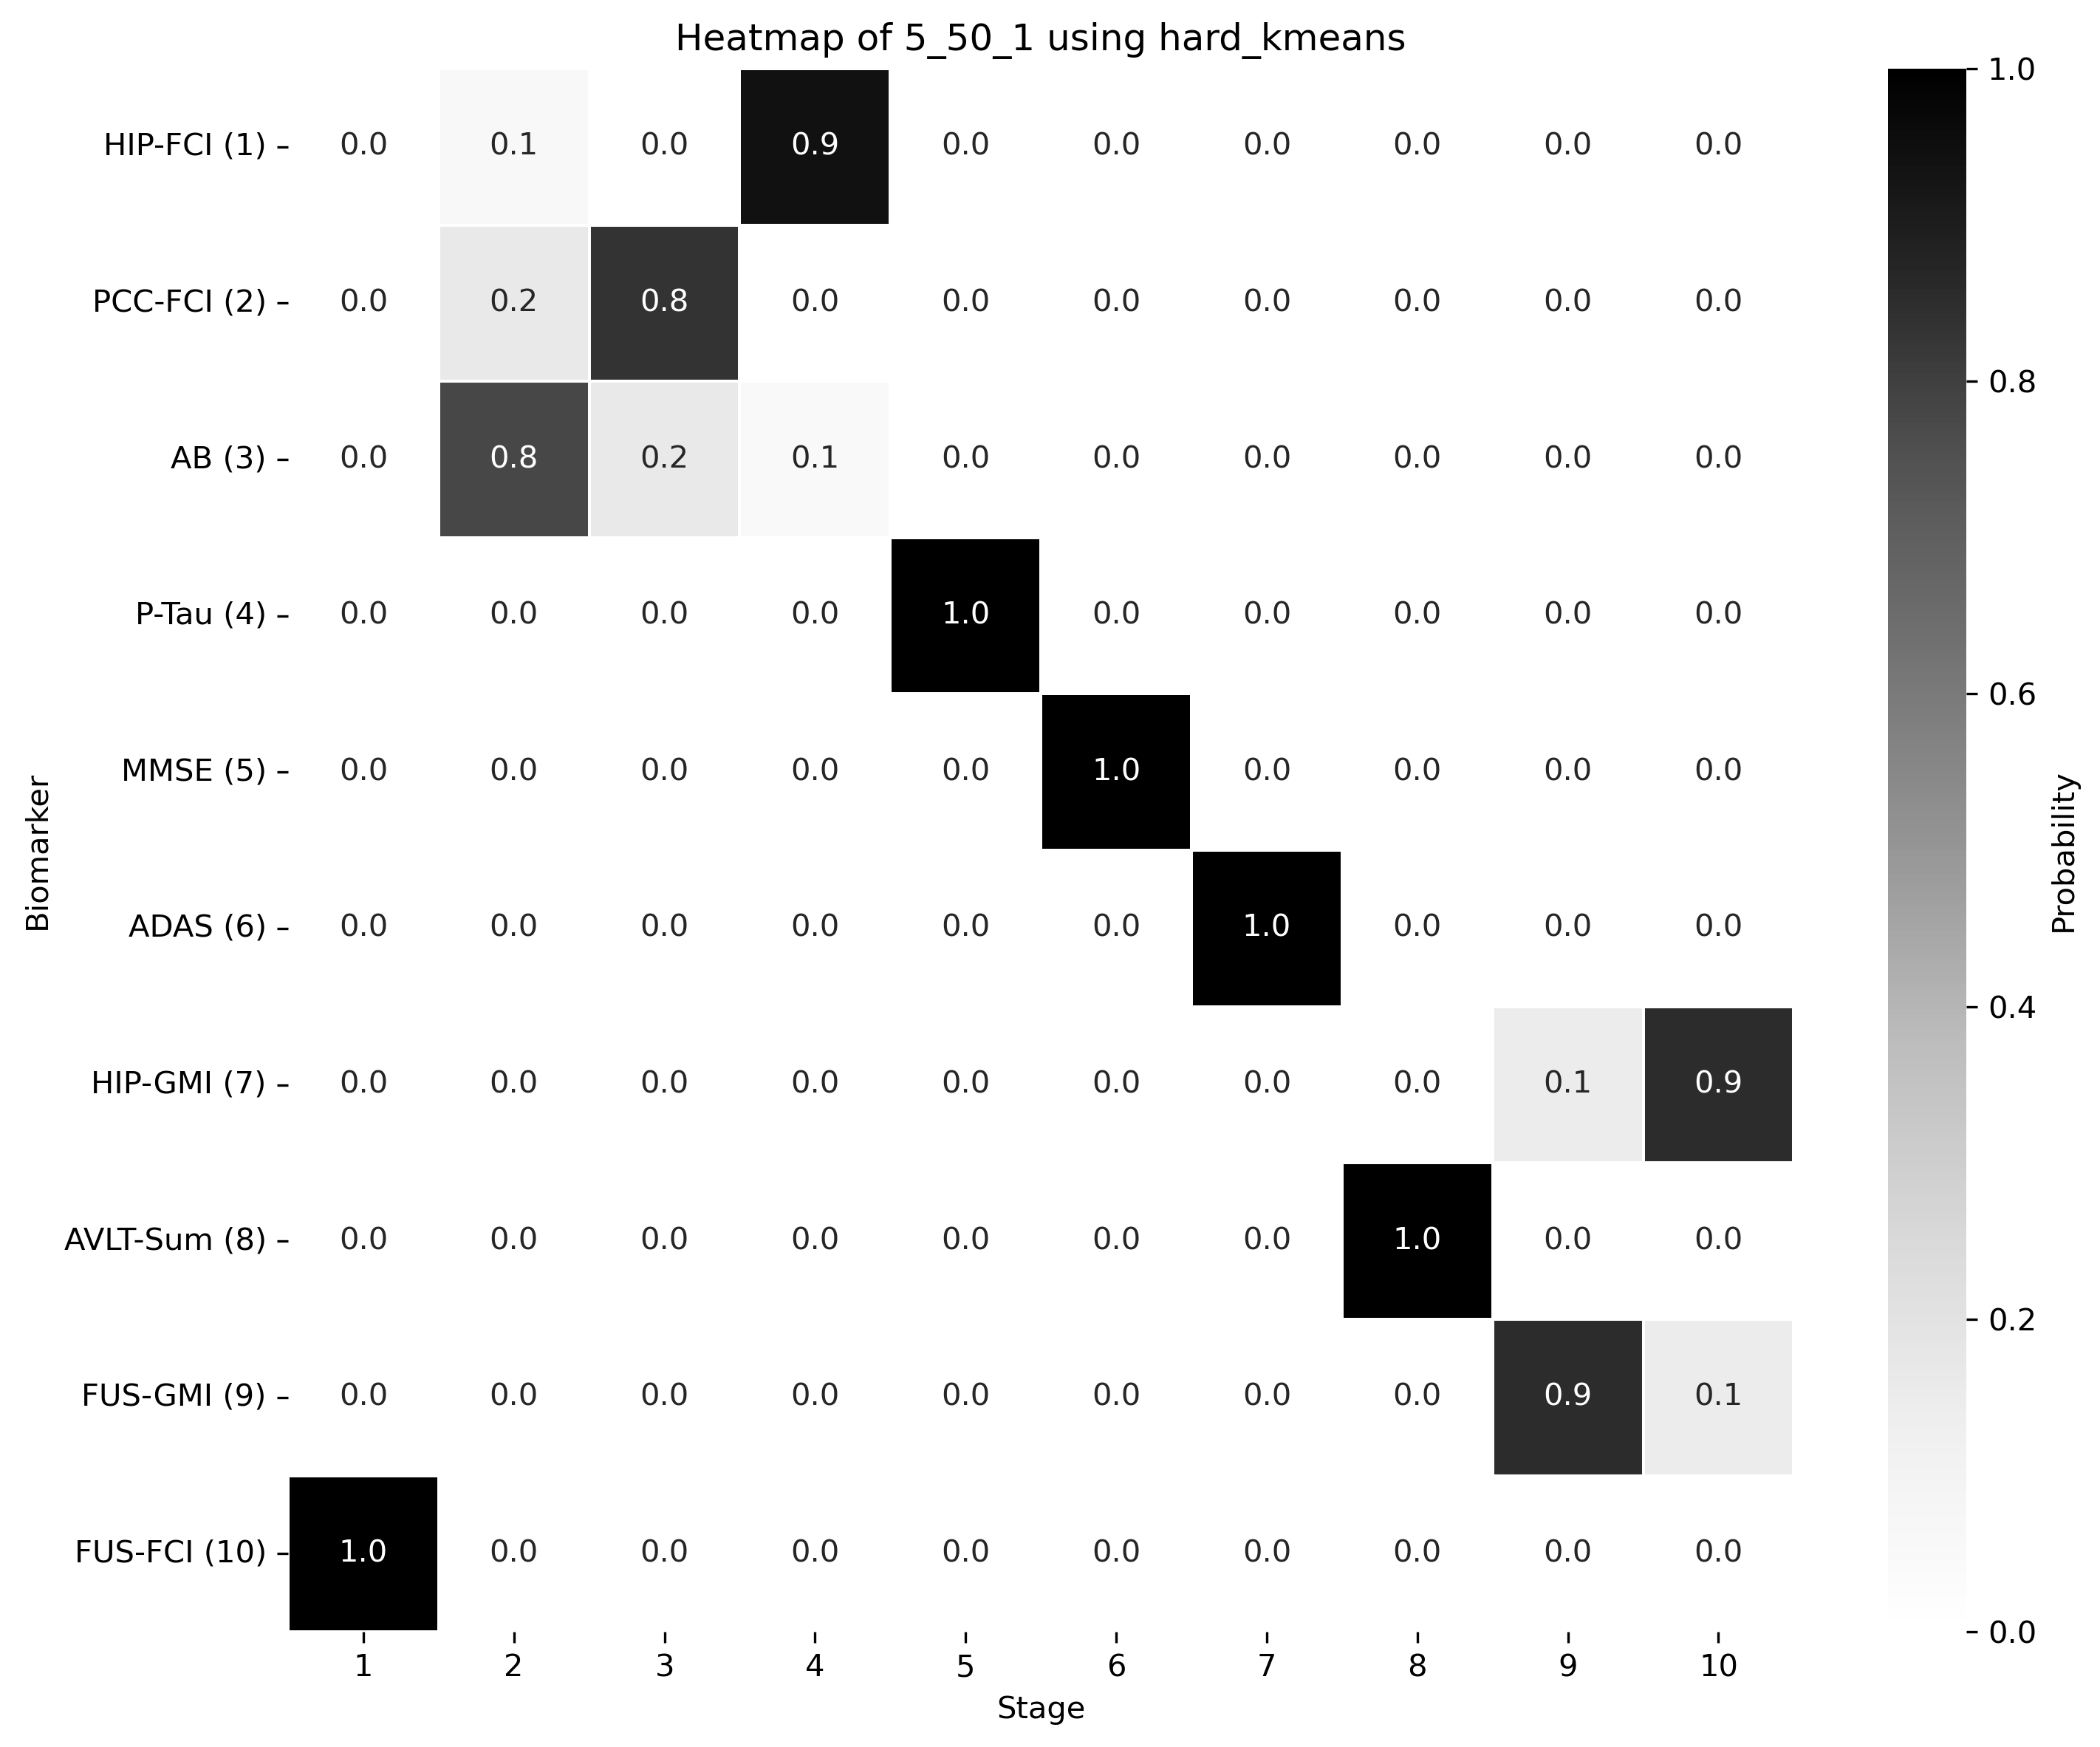 Heatmap of 5_50_1 using hard_kmeans
HIP-FCI (1) 0.0 0.1 0.0 0.9 0.0 0.0 0.0 0.0 0.0 0.0
PCC-FCI (2) 0.0 0.2 0.8 0.0 0.0 0.0 0.0 0.0 0.0 0.0
AB (3) 0.0 0.8 0.2 0.1 0.0 0.0 0.0 0.0 0.0 0.0
P-Tau (4) 0.0 0.0 0.0 0.0 1.0 0.0 0.0 0.0 0.0 0.0
MMSE (5) 0.0 0.0 0.0 0.0 0.0 1.0 0.0 0.0 0.0 0.0
ADAS (6) 0.0 0.0 0.0 0.0 0.0 0.0 1.0 0.0 0.0 0.0
HIP-GMI (7) 0.0 0.0 0.0 0.0 0.0 0.0 0.0 0.0 0.1 0.9
AVLT-Sum (8) 0.0 0.0 0.0 0.0 0.0 0.0 0.0 1.0 0.0 0.0
FUS-GMI (9) 0.0 0.0 0.0 0.0 0.0 0.0 0.0 0.0 0.9 0.1
FUS-FCI (10) 1.0 0.0 0.0 0.0 0.0 0.0 0.0 0.0 0.0 0.0
1 2 3 4 5 6 7 8 9 10
Stage
Biomarker
1.0
0.8
0.6
0.4
0.2
0.0
Probability